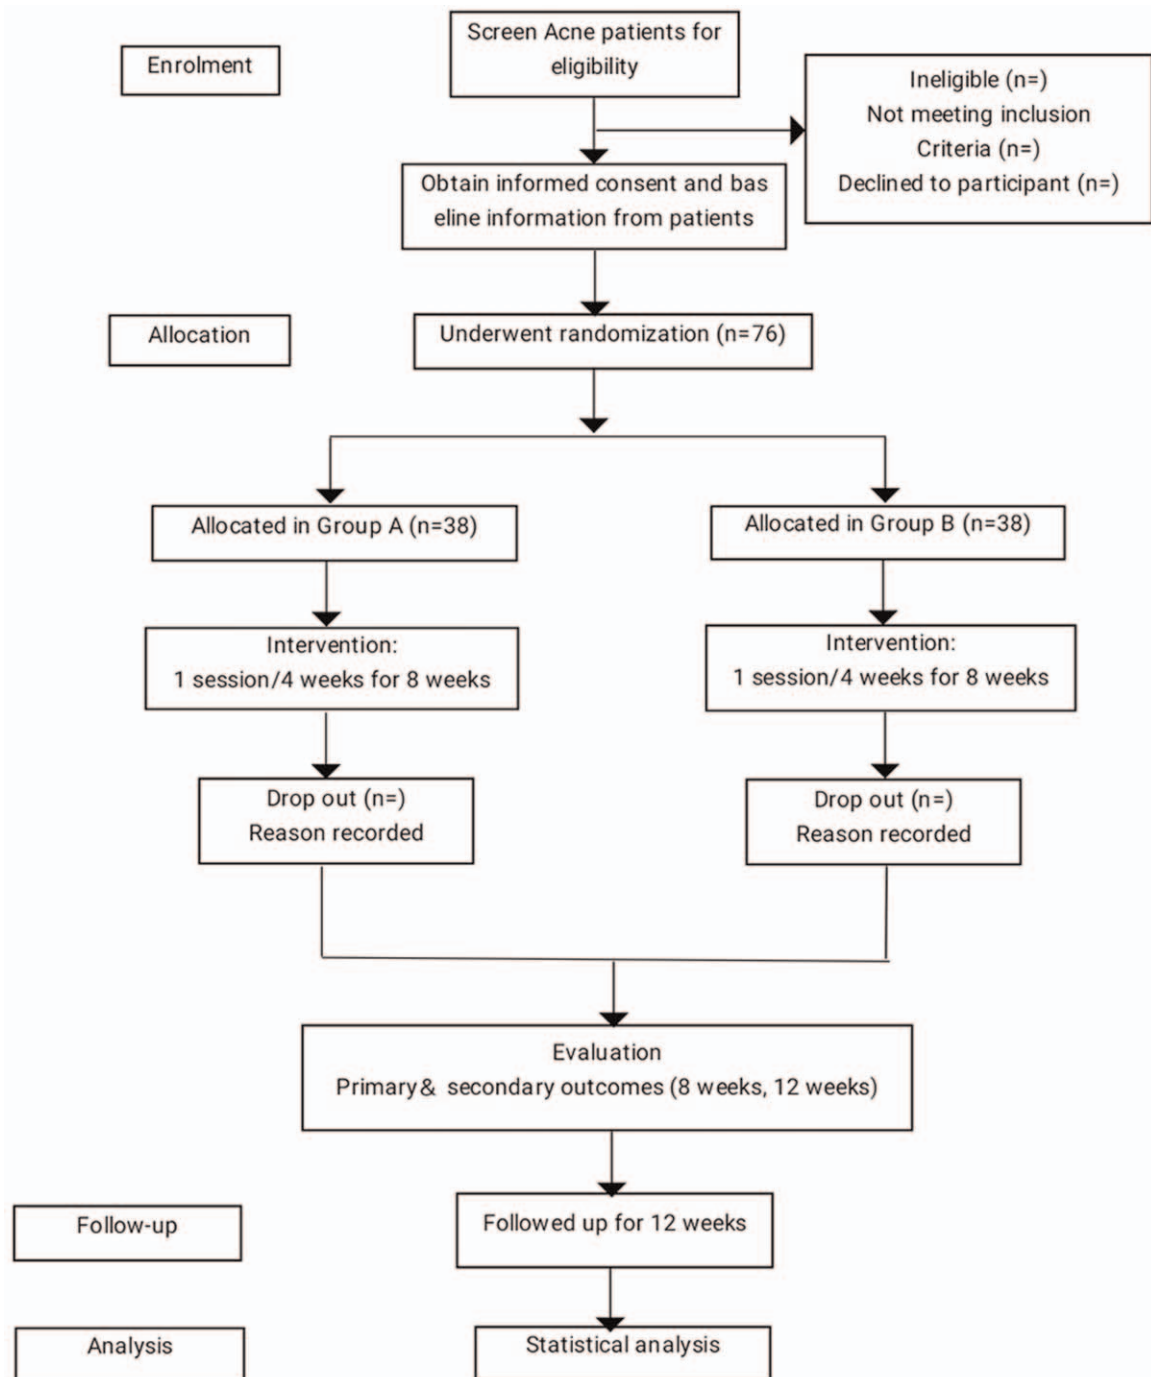 Enrolment
Screen Acne patients for
eligibility
Ineligible (n=)
Not meeting inclusion
Criteria (n=)
Declined to participant (n=)
Obtain informed consent and bas
eline information from patients
Allocation
Underwent randomization (n=76)
Allocated in Group A (n=38)
Allocated in Group B (n=38)
Intervention:
1 session/4 weeks for 8 weeks
Intervention:
1 session/4 weeks for 8 weeks
Drop out (n=)
Reason recorded
Drop out (n=)
Reason recorded
Evaluation
Primary& secondary outcomes (8 weeks, 12 weeks)
Follow-up
Followed up for 12 weeks
Analysis
Statistical analysis